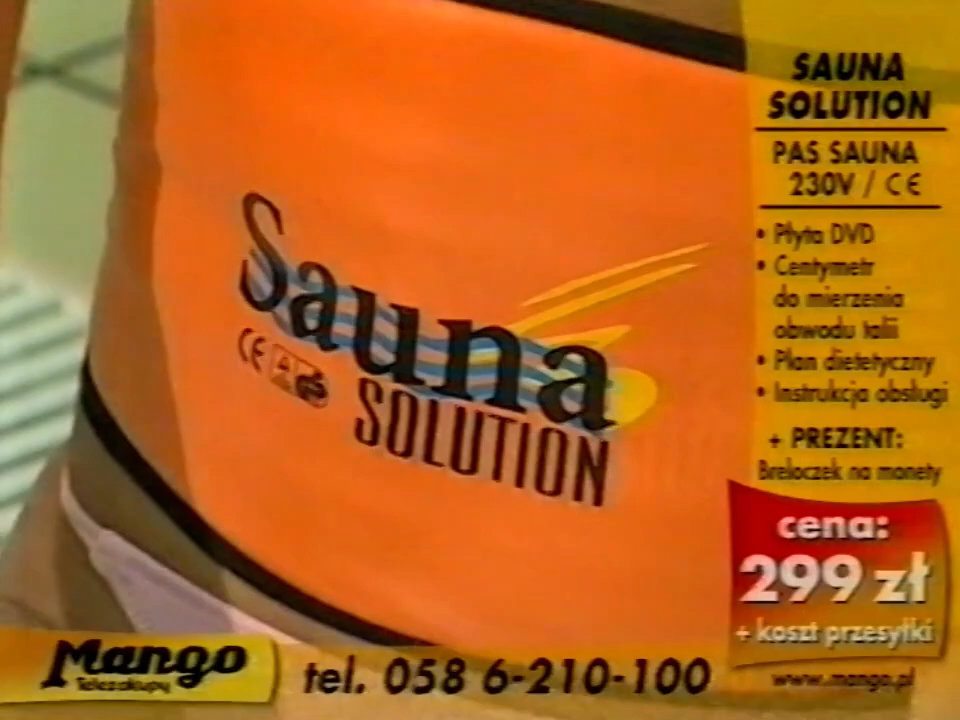 Sauna
CE
SOLUTION
SAUNA
SOLUTION
PAS SAUNA
230V / CE
• Płyta DVD
• Centymetr
do mierzenia
obwodu talii
• Plan dietetyczny
• Instrukcja obsługi
+ PREZENT:
Breloczek na monety
cena:
299 zł
+ koszt przesyłki
Mango
Telezakupy
tel. 058 6-210-100
www.mango.pl